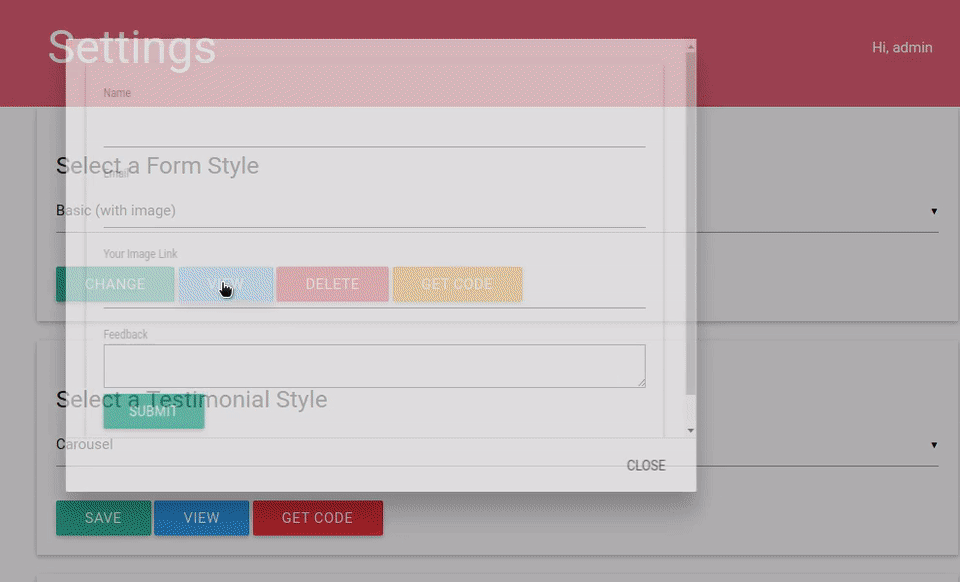 Settings
Hi, admin
Name
Select a Form Style
Email
Basic (with image)
Your Image Link
CHANGE VIEW DELETE GET CODE
Feedback
Select a Testimonial Style
SUBMIT
Carousel
CLOSE
SAVE VIEW GET CODE